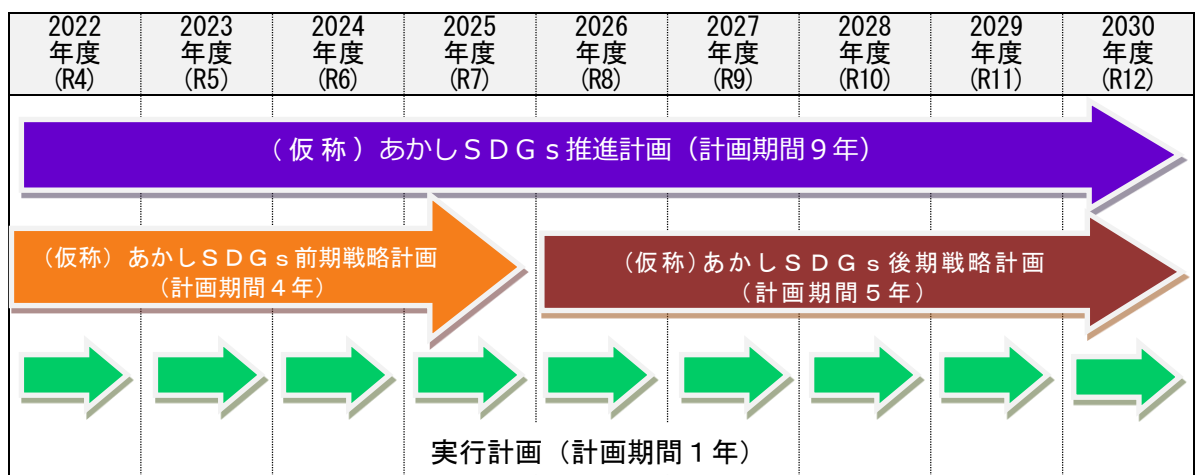 2022
年度
(R4)
2023
年度
(R5)
2024
年度
(R6)
2025
年度
(R7)
2026
年度
(R8)
2027
年度
(R9)
2028
年度
(R10)
2029
年度
(R11)
2030
年度
(R12)
（仮称）あかしＳＤＧｓ推進計画（計画期間９年）
（仮称）あかしＳＤＧｓ前期戦略計画
（計画期間４年）
（仮称）あかしＳＤＧｓ後期戦略計画
（計画期間５年）
実行計画（計画期間１年）